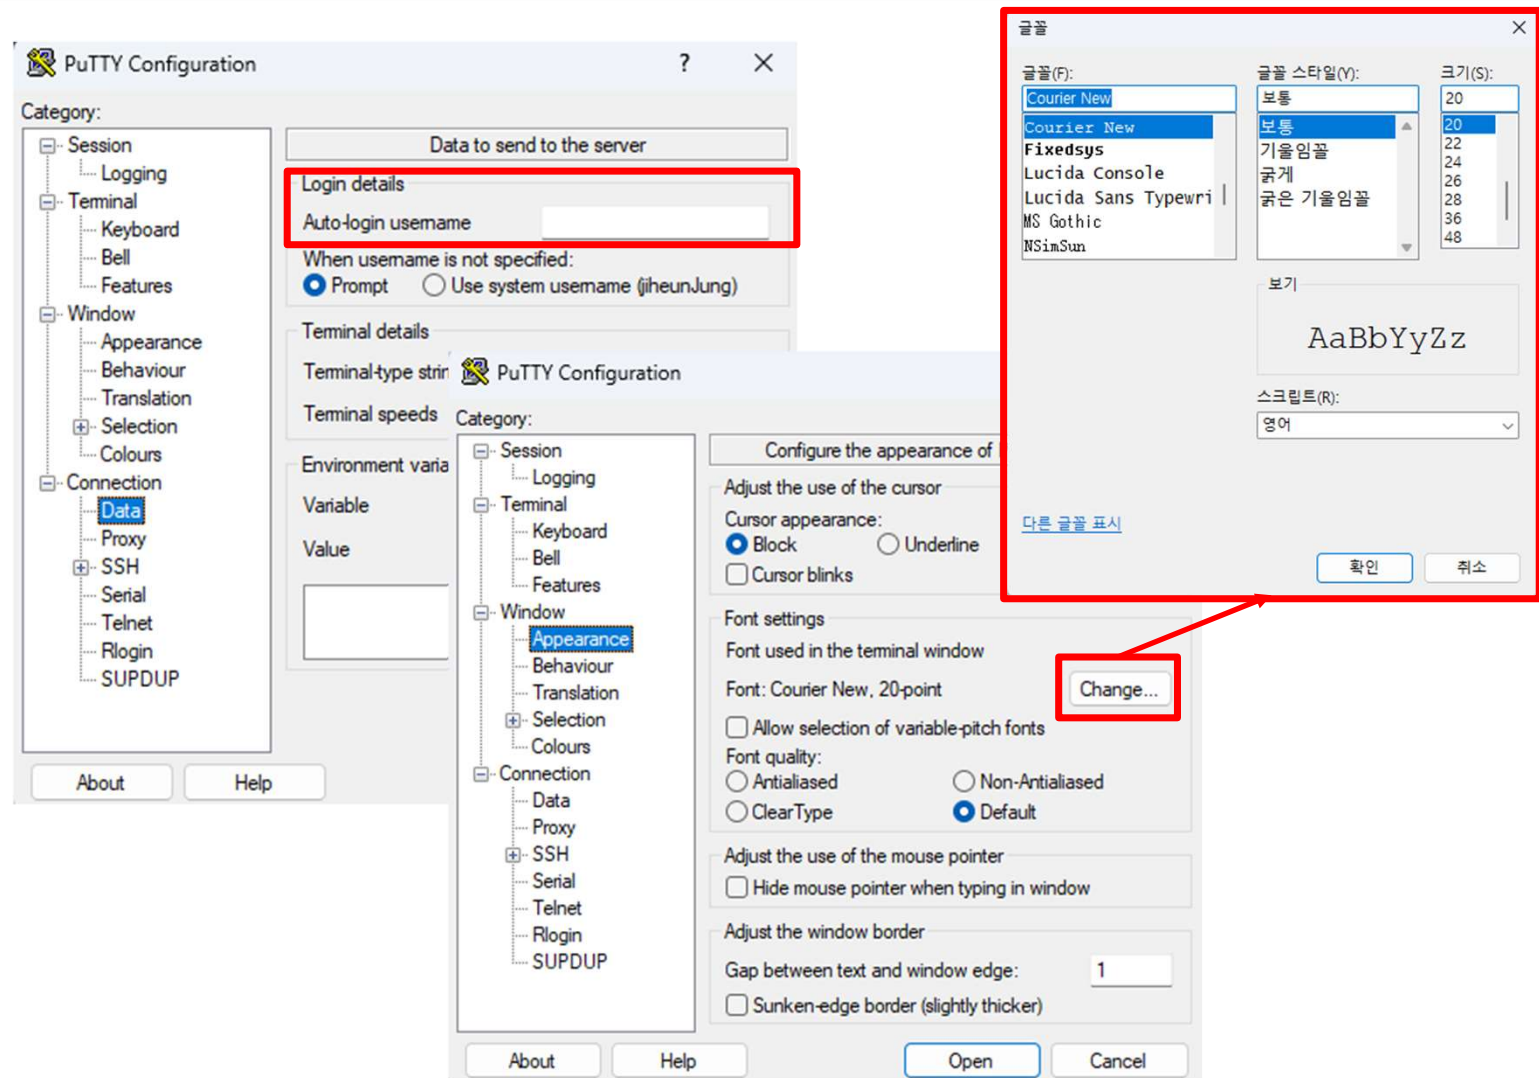 PuTTY Configuration
?
Category:
Session
Logging
Terminal
Keyboard
Bell
Features
Window
Appearance
Behaviour
Translation
Selection
Colours
Connection
Data
Proxy
SSH
Serial
Telnet
Rlogin
SUPDUP
About
Help
Data to send to the server
Login details
Auto-login username
When username is not specified:
Prompt
Use system username (jiheunJung)
Terminal details
Terminal-type strin
Terminal speeds
Environment varia
Variable
Value
PuTTY Configuration
Category:
Session
Logging
Terminal
Keyboard
Bell
Features
Window
Appearance
Behaviour
Translation
Selection
Colours
Connection
Data
Proxy
SSH
Serial
Telnet
Rlogin
SUPDUP
About
Help
Configure the appearance of
Adjust the use of the cursor
Cursor appearance:
Block
Underline
Cursor blinks
Font settings
Font used in the terminal window
Font: Courier New, 20-point
Change...
Allow selection of variable-pitch fonts
Font quality:
Antialiased
Non-Antialiased
ClearType
Default
Adjust the use of the mouse pointer
Hide mouse pointer when typing in window
Adjust the window border
Gap between text and window edge:
1
Sunken-edge border (slightly thicker)
Open
Cancel
글꼴
글꼴(F):
Courier New
Courier New
Fixedsys
Lucida Console
Lucida Sans Typewri
MS Gothic
NSimSun
글꼴 스타일(Y):
보통
보통
기울임꼴
굵게
굵은 기울임꼴
크기(S):
20
20
22
24
26
28
36
48
보기
AaBbYyZz
스크립트(R):
영어
다른 글꼴 표시
확인
취소